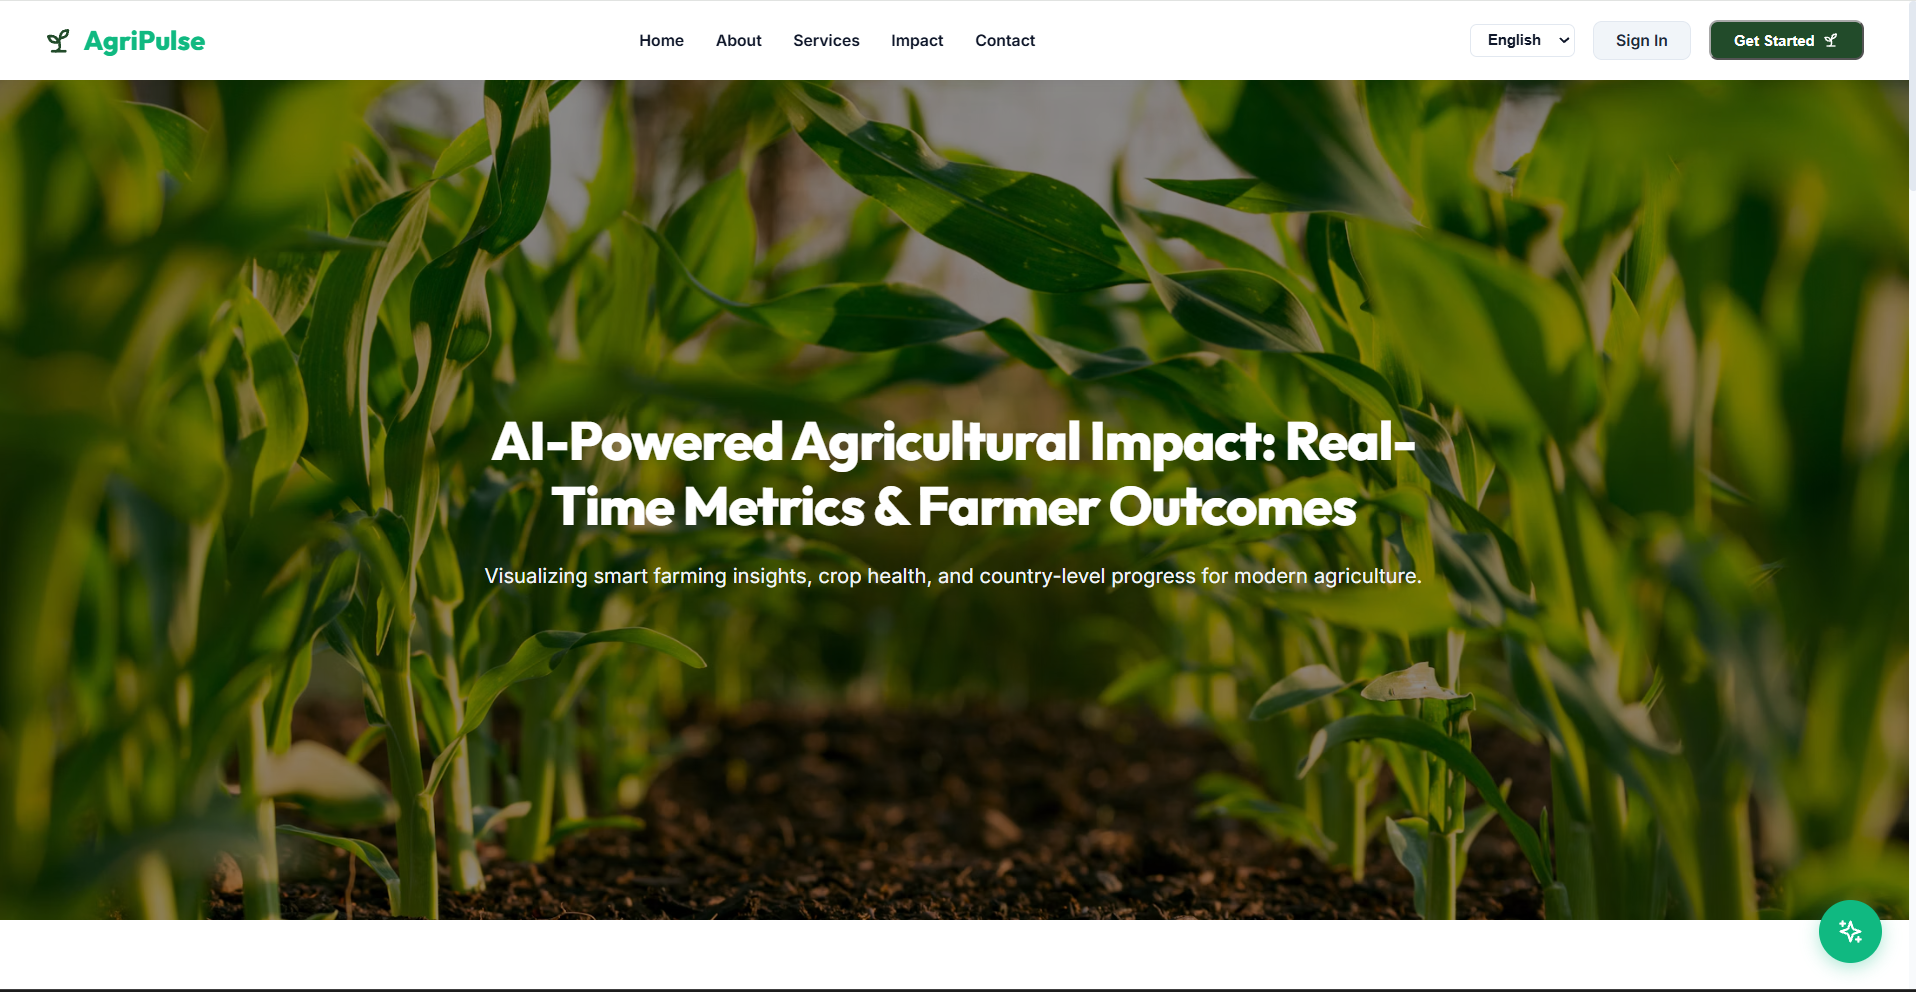 AgriPulse
Home
About
Services
Impact
Contact
English
Sign In
Get Started
AI-Powered Agricultural Impact: Real-
Time Metrics & Farmer Outcomes
Visualizing smart farming insights, crop health, and country-level progress for modern agriculture.